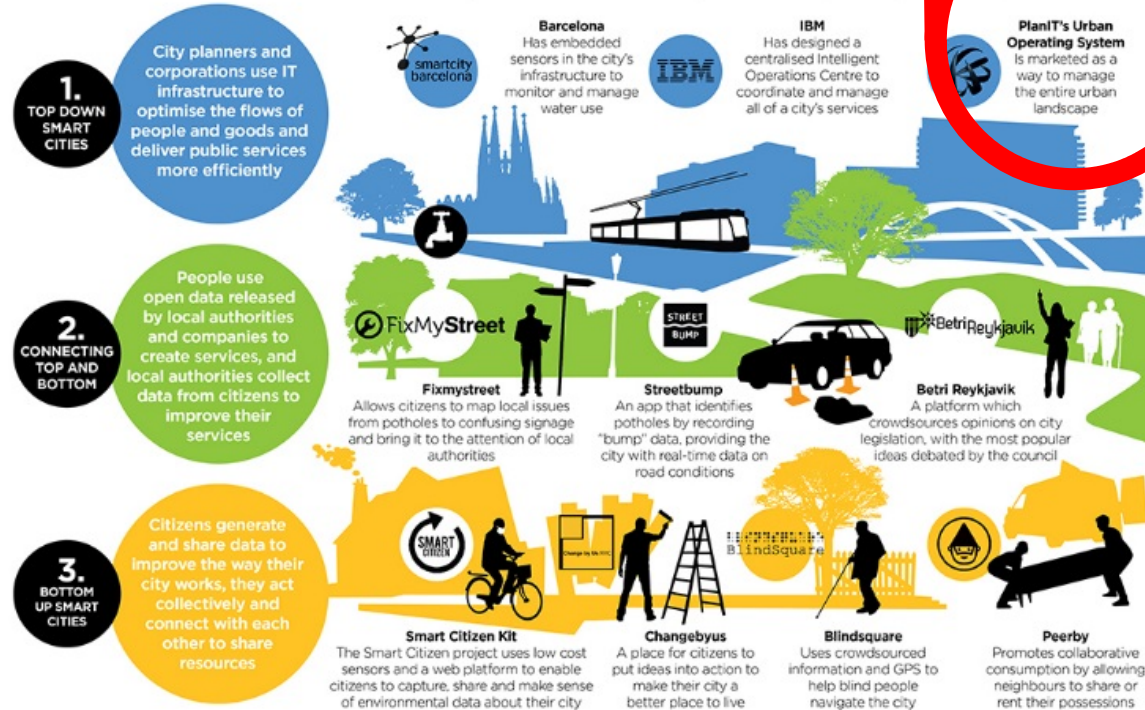 1.
TOP DOWN
SMART
CITIES
City planners and
corporations use IT
infrastructure to
optimise the flows of
people and goods and
deliver public services
more efficiently
smartcity
barcelona
Barcelona
Has embedded
sensors in the city's
infrastructure to
monitor and manage
water use
IBM
IBM
Has designed a
centralised Intelligent
Operations Centre to
coordinate and manage
all of a city's services
PlanIT's Urban
Operating System
Is marketed as a
way to manage
the entire urban
landscape
2.
CONNECTING
TOP AND
BOTTOM
People use
open data released
by local authorities
and companies to
create services, and
local authorities collect
data from citizens to
improve their
services
FixMyStreet
Fixmystreet
Allows citizens to map local issues
from potholes to confusing signage
and bring it to the attention of local
authorities
STREET
BUMP
Streetbump
An app that identifies
potholes by recording
"bump" data, providing the
city with real-time data on
road conditions
BetriReykjavik
Betri Reykjavik
A platform which
crowdsources opinions on city
legislation, with the most popular
ideas debated by the council
3.
BOTTOM
UP SMART
CITIES
Citizens generate
and share data to
improve the way their
city works, they act
collectively and
connect with each
other to share
resources
SMART
CITIZEN
Smart Citizen Kit
The Smart Citizen project uses low cost
sensors and a web platform to enable
citizens to capture, share and make sense
of environmental data about their city
Change by Us NYC
Changebyus
A place for citizens to
put ideas into action to
make their city a
better place to live
BlindSquare
Blindsquare
Uses crowdsourced
information and GPS to
help blind people
navigate the city
Peerby
Promotes collaborative
consumption by allowing
neighbours to share or
rent their possessions